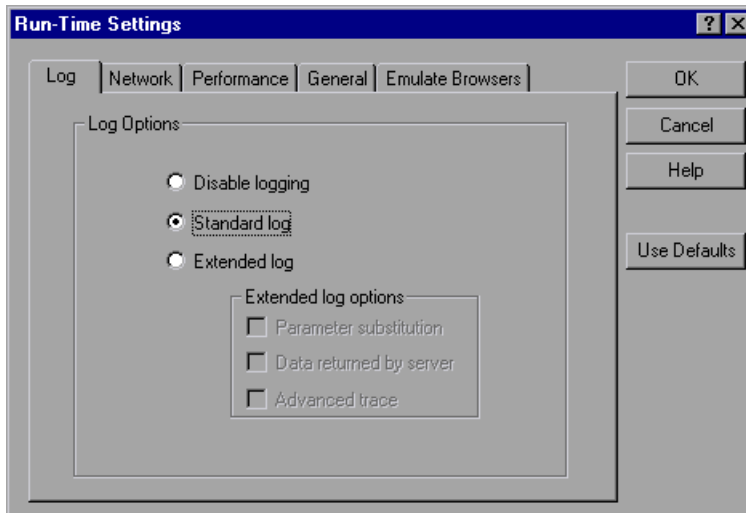 Run-Time Settings
Log Network Performance General Emulate Browsers
OK
Cancel
Help
Use Defaults
Log Options
Disable logging
Standard log
Extended log
Extended log options
Parameter substitution
Data returned by server
Advanced trace